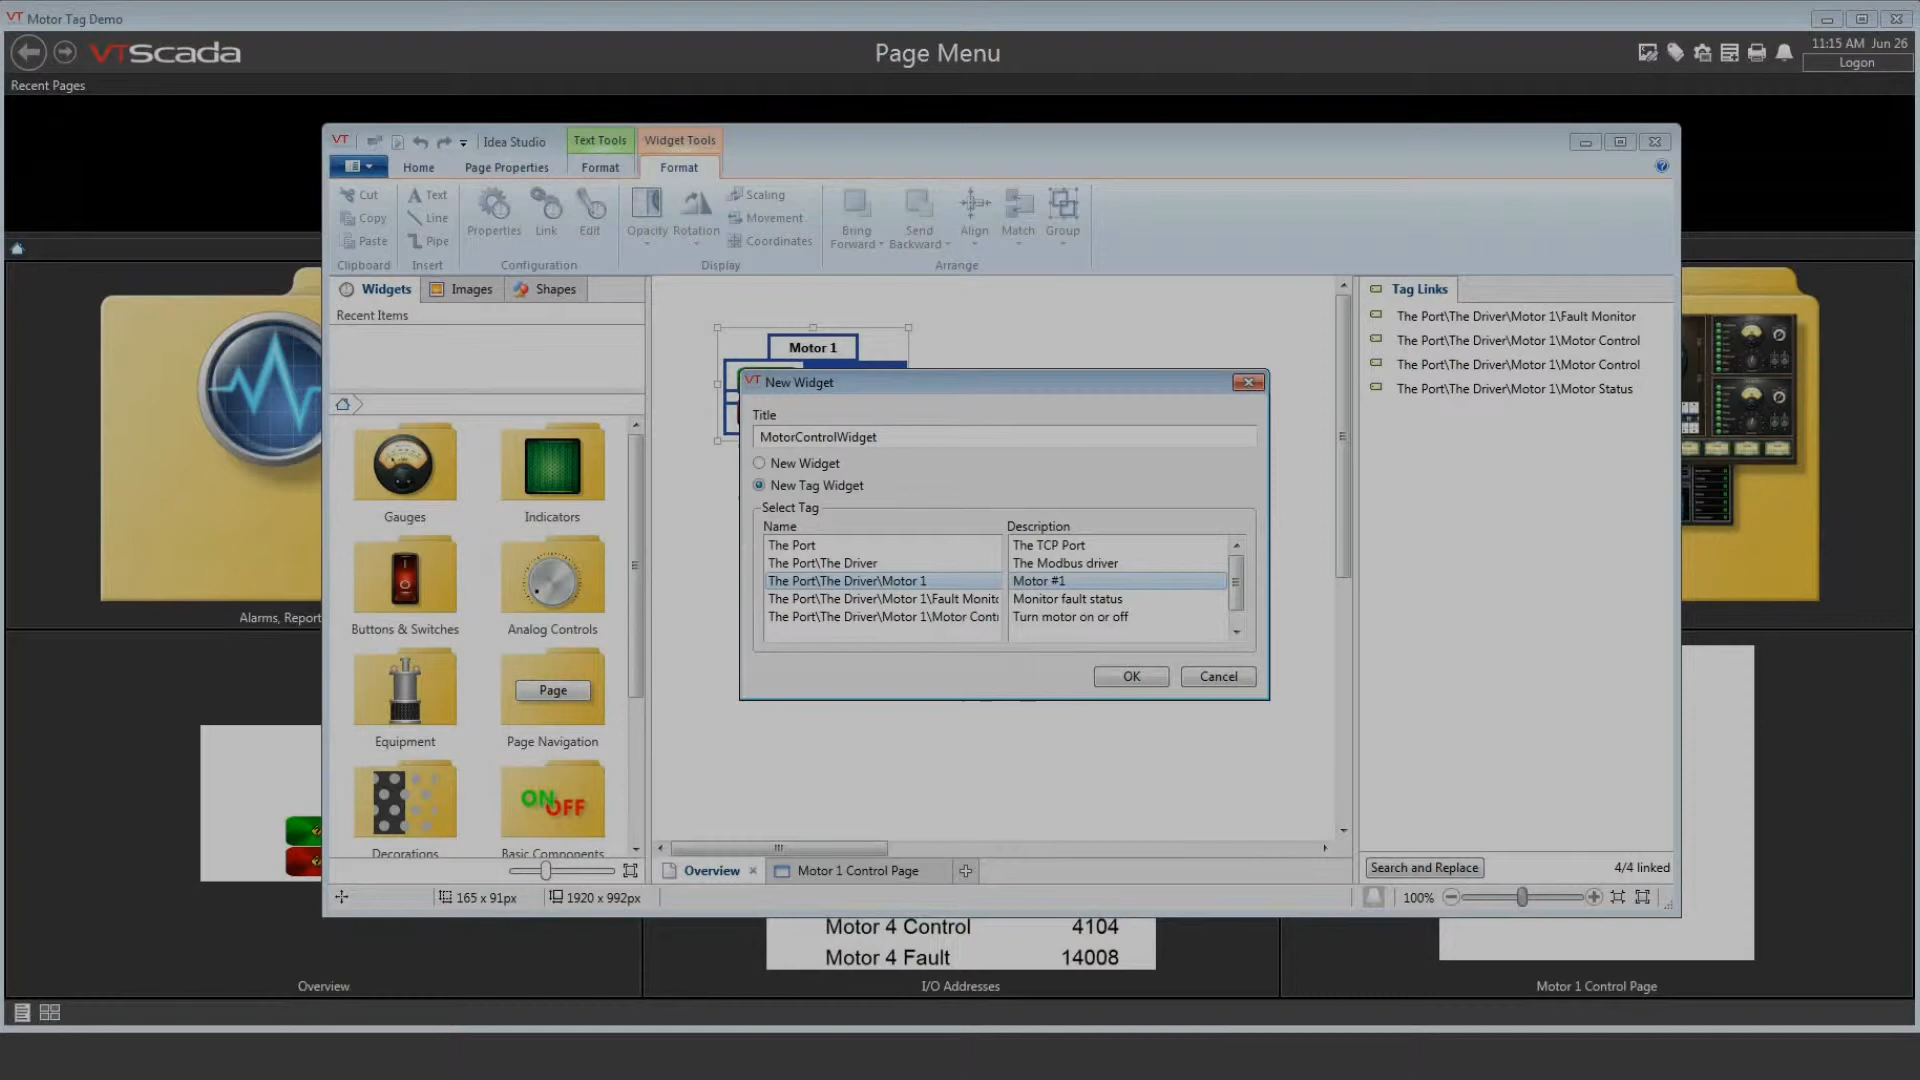 VT Motor Tag Demo
VTScada
Page Menu
11:15 AM Jun 26
Logon
Recent Pages
VT
Idea Studio
Text Tools
Widget Tools
Home
Page Properties
Format
Format
Cut
Copy
Paste
Clipboard
A Text
Line
Pipe
Insert
Properties
Link
Edit
Configuration
Opacity
Rotation
Scaling
Movement
Coordinates
Display
Bring Forward
Send Backward
Align
Match
Group
Arrange
Widgets
Images
Shapes
Recent Items
Gauges
Indicators
Buttons & Switches
Analog Controls
Equipment
Page
Page Navigation
Decorations
ON OFF
Basic Components
Motor 1
VT New Widget
Title
MotorControlWidget
New Widget
New Tag Widget
Select Tag
Name Description
The Port The TCP Port
The Port\The Driver The Modbus driver
The Port\The Driver\Motor 1 Motor #1
The Port\The Driver\Motor 1\Fault Monitc Monitor fault status
The Port\The Driver\Motor 1\Motor Conti Turn motor on or off
OK
Cancel
Tag Links
The Port\The Driver\Motor 1\Fault Monitor
The Port\The Driver\Motor 1\Motor Control
The Port\The Driver\Motor 1\Motor Control
The Port\The Driver\Motor 1\Motor Status
Overview
Motor 1 Control Page
Search and Replace
4/4 linked
165 x 91px
1920 x 992px
100%
Alarms, Report
Motor 4 Control 4104
Motor 4 Fault 14008
Overview
I/O Addresses
Motor 1 Control Page